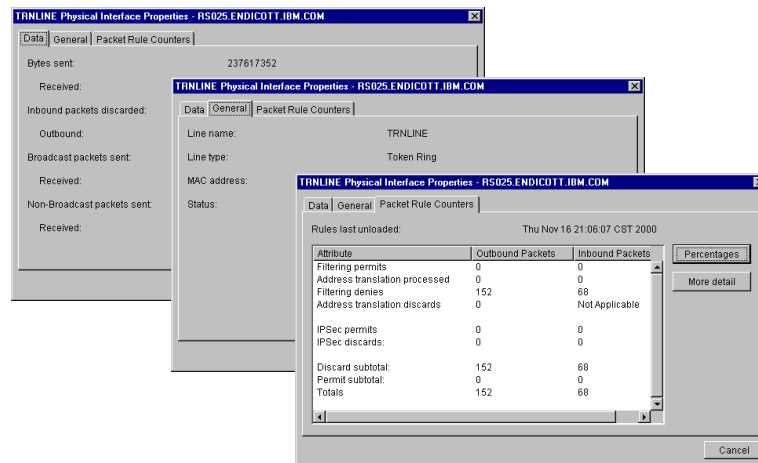 TRNLINE Physical Interface Properties - RS025.ENDICOTT.IBM.COM
Data General Packet Rule Counters
Bytes sent: 237617352
Received:
Inbound packets discarded:
Outbound:
Broadcast packets sent:
Received:
Non-Broadcast packets sent:
Received:
TRNLINE Physical Interface Properties - RS025.ENDICOTT.IBM.COM
Data General Packet Rule Counters
Line name: TRNLINE
Line type: Token Ring
MAC address:
Status:
TRNLINE Physical Interface Properties - RS025.ENDICOTT.IBM.COM
Data General Packet Rule Counters
Rules last unloaded: Thu Nov 16 21:06:07 CST 2000
Attribute Outbound Packets Inbound Packets
Filtering permits 0 0
Address translation processed 0 0
Filtering denies 152 68
Address translation discards 0 Not Applicable
IPSec permits 0 0
IPSec discards: 0 0
Discard subtotal: 152 68
Permit subtotal: 0 0
Totals 152 68
Percentages
More detail
Cancel